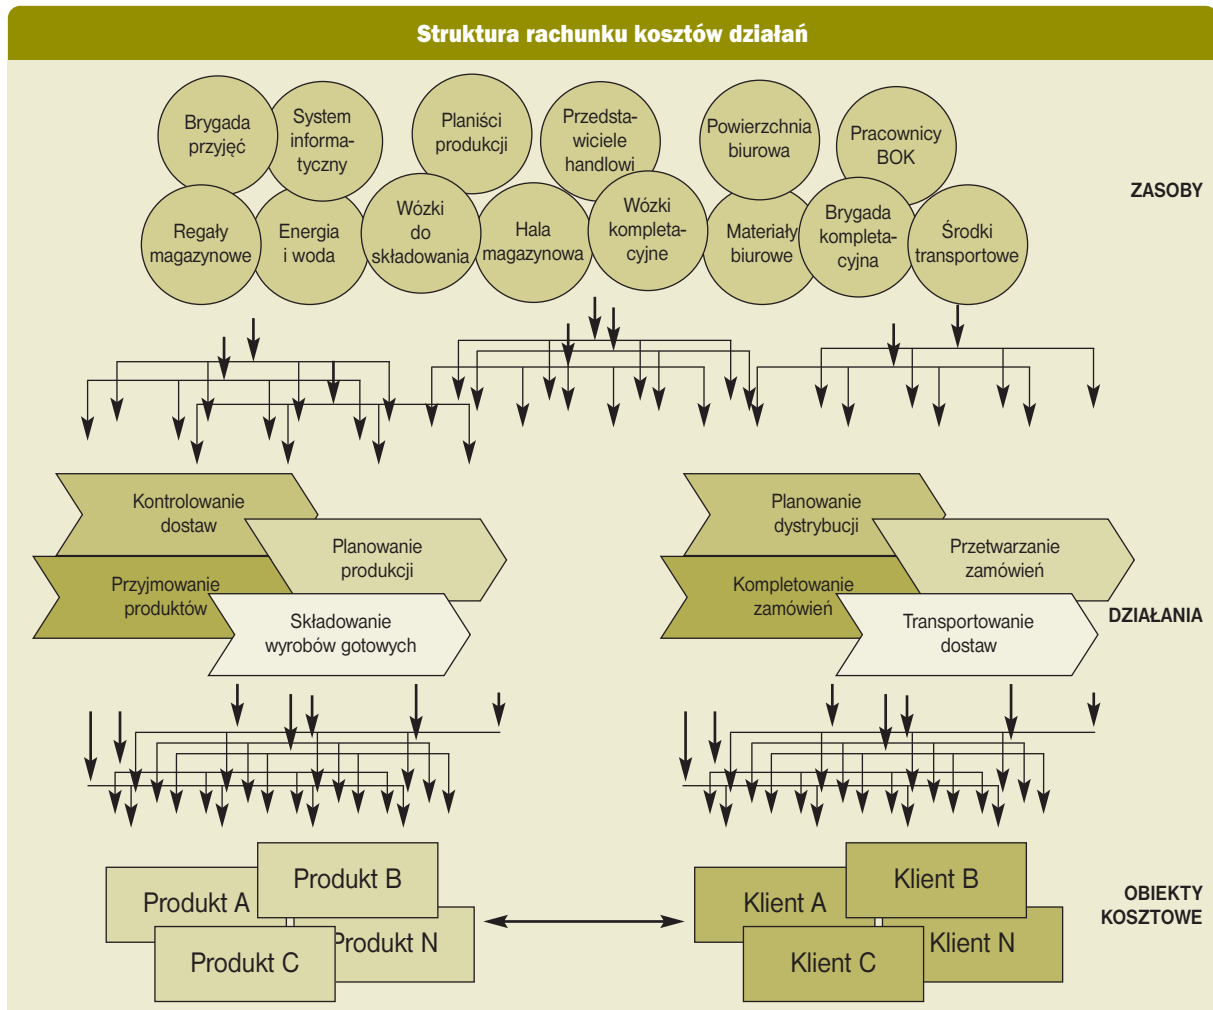 Struktura rachunku kosztów działań
Brygada
przyjęć
System
informa-
tyczny
Planiści
produkcji
Przedsta-
wiciele
handlowi
Powierzchnia
biurowa
Pracownicy
BOK
ZASOBY
Regały
magazynowe
Energia
i woda
Wózki
do
składowania
Hala
magazynowa
Wózki
kompleta-
cyjne
Materiały
biurowe
Brygada
kompleta-
cyjna
Środki
transportowe
Kontrolowanie
dostaw
Planowanie
produkcji
Przyjmowanie
produktów
Składowanie
wyrobów gotowych
Planowanie
dystrybucji
Przetwarzanie
zamówień
Kompletowanie
zamówień
Transportowanie
dostaw
DZIAŁANIA
Produkt B
Produkt A
Produkt N
Produkt C
Klient B
Klient A
Klient N
Klient C
OBIEKTY
KOSZTOWE